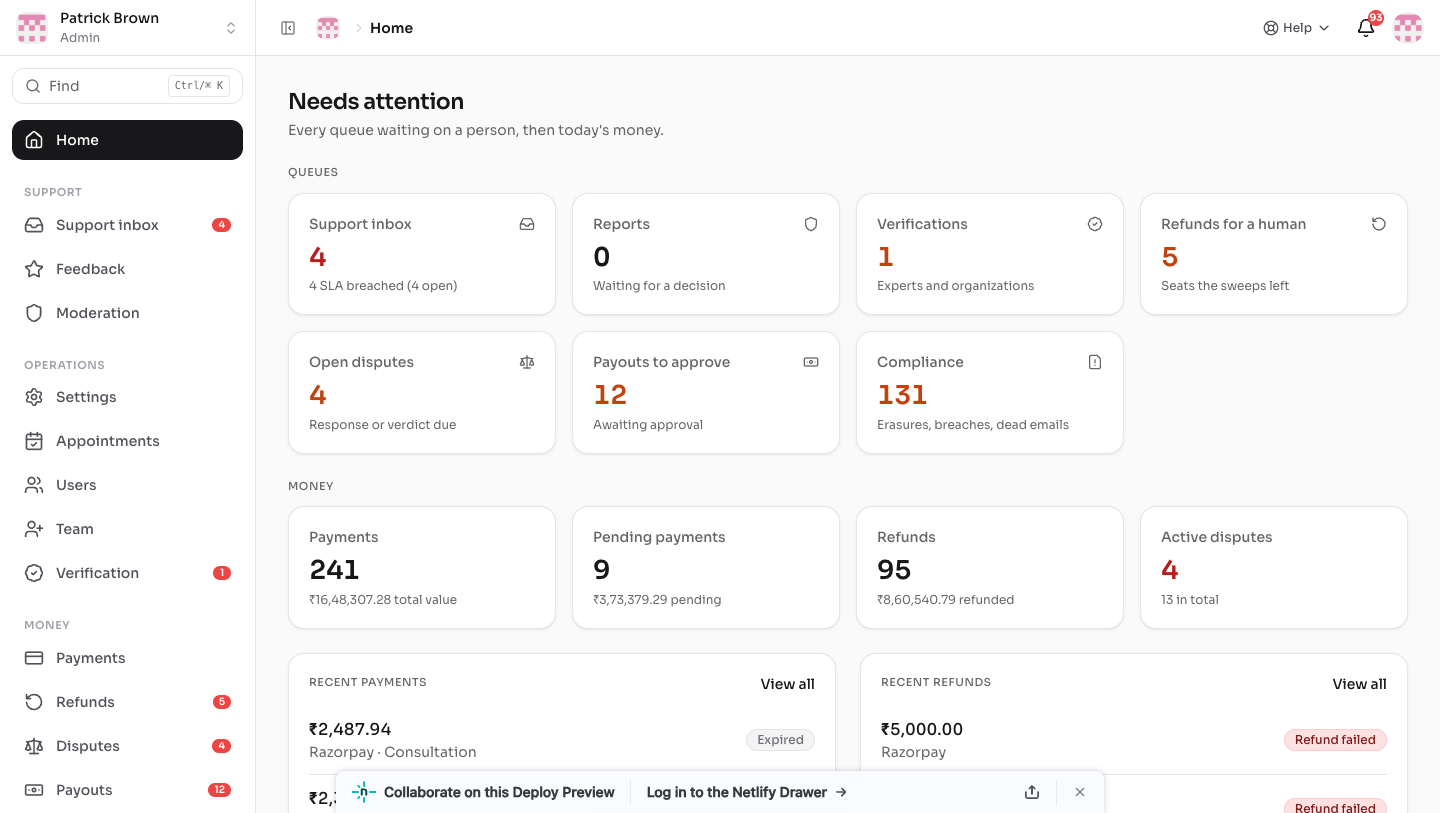 Patrick Brown
Admin
Find
Ctrl/⌘ K
Home
SUPPORT
Support inbox
4
Feedback
Moderation
OPERATIONS
Settings
Appointments
Users
Team
Verification
1
MONEY
Payments
Refunds
5
Disputes
4
Payouts
12
Home
Help
93
Needs attention
Every queue waiting on a person, then today's money.
QUEUES
Support inbox
4
4 SLA breached (4 open)
Reports
0
Waiting for a decision
Verifications
1
Experts and organizations
Refunds for a human
5
Seats the sweeps left
Open disputes
4
Response or verdict due
Payouts to approve
12
Awaiting approval
Compliance
131
Erasures, breaches, dead emails
MONEY
Payments
241
₹16,48,307.28 total value
Pending payments
9
₹3,73,379.29 pending
Refunds
95
₹8,60,540.79 refunded
Active disputes
4
13 in total
RECENT PAYMENTS
View all
₹2,487.94
Razorpay · Consultation
Expired
RECENT REFUNDS
View all
₹5,000.00
Razorpay
Refund failed
Refund failed
Collaborate on this Deploy Preview
Log in to the Netlify Drawer →